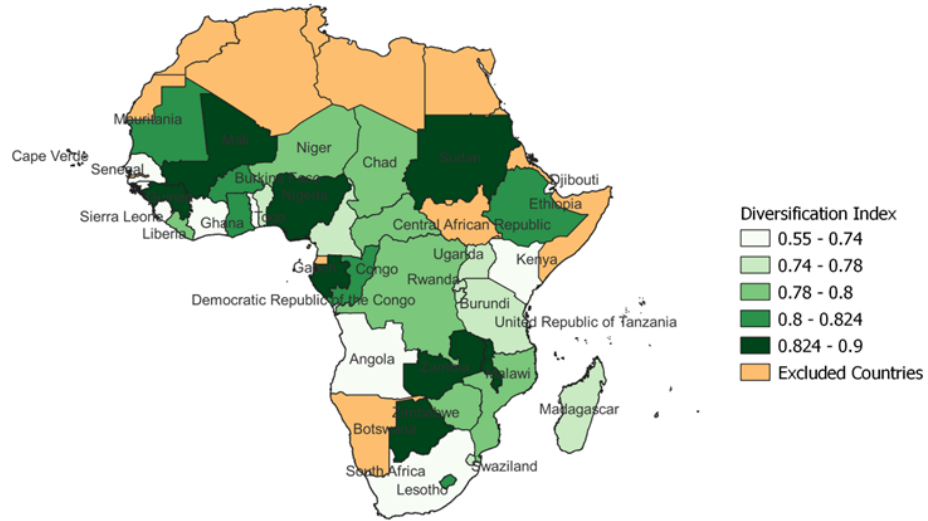 Mauritania
Mali
Niger
Cape Verde
Chad
Sudan
Senegal
Burkina Faso
Nigeria
Djibouti
Ethiopia
Sierra Leone
Ghana
Togo
Central African Republic
Liberia
Uganda
Kenya
Gabon
Congo
Rwanda
Democratic Republic of the Congo
Burundi
United Republic of Tanzania
Angola
Zambia
Malawi
Zimbabwe
Madagascar
Botswana
South Africa
Swaziland
Lesotho
Diversification Index
0.55 - 0.74
0.74 - 0.78
0.78 - 0.8
0.8 - 0.824
0.824 - 0.9
Excluded Countries